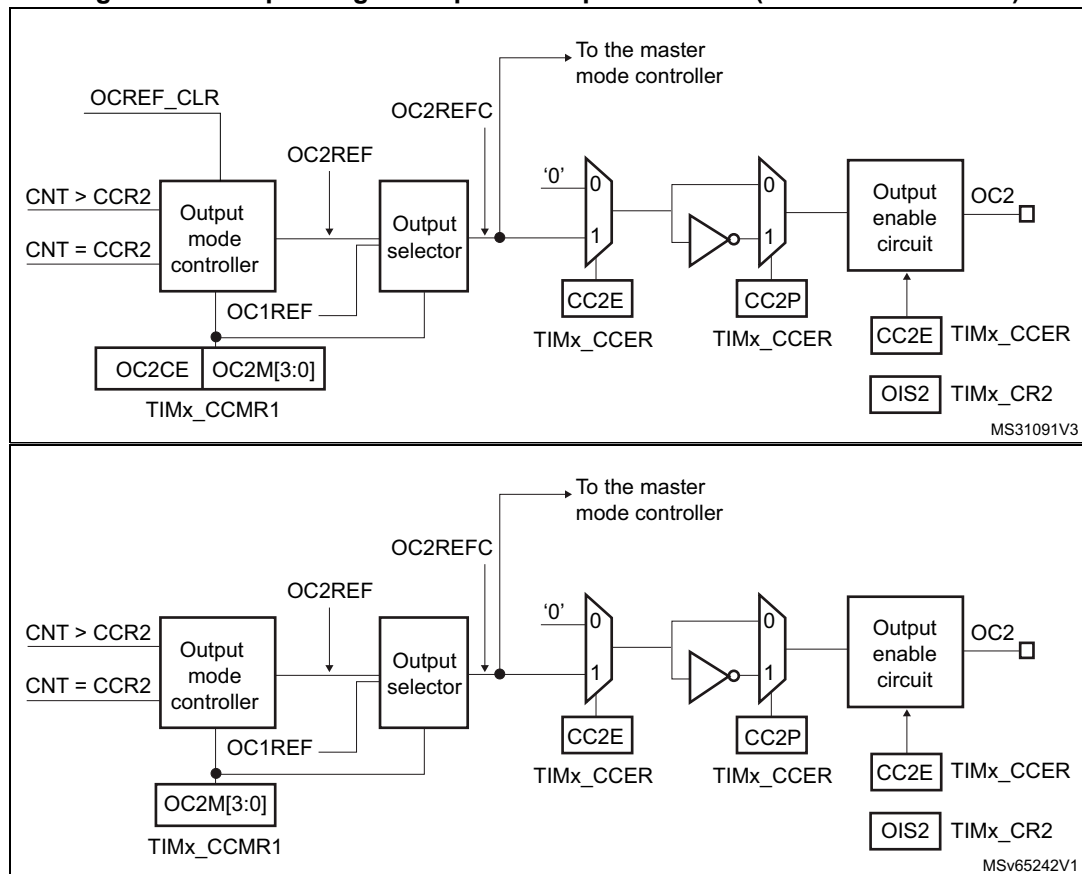 To the master
mode controller
OCREF_CLR
OC2REFC
OC2REF
CNT > CCR2
CNT = CCR2
Output
mode
controller
Output
selector
OC1REF
‘0’
0
1
0
1
Output
enable
circuit
OC2
CC2E
TIMx_CCER
CC2P
TIMx_CCER
CC2E TIMx_CCER
OC2CE OC2M[3:0]
TIMx_CCMR1
OIS2 TIMx_CR2
MS31091V3
To the master
mode controller
OC2REFC
OC2REF
CNT > CCR2
CNT = CCR2
Output
mode
controller
Output
selector
OC1REF
‘0’
0
1
0
1
Output
enable
circuit
OC2
CC2E
TIMx_CCER
CC2P
TIMx_CCER
CC2E TIMx_CCER
OC2M[3:0]
TIMx_CCMR1
OIS2 TIMx_CR2
MSv65242V1